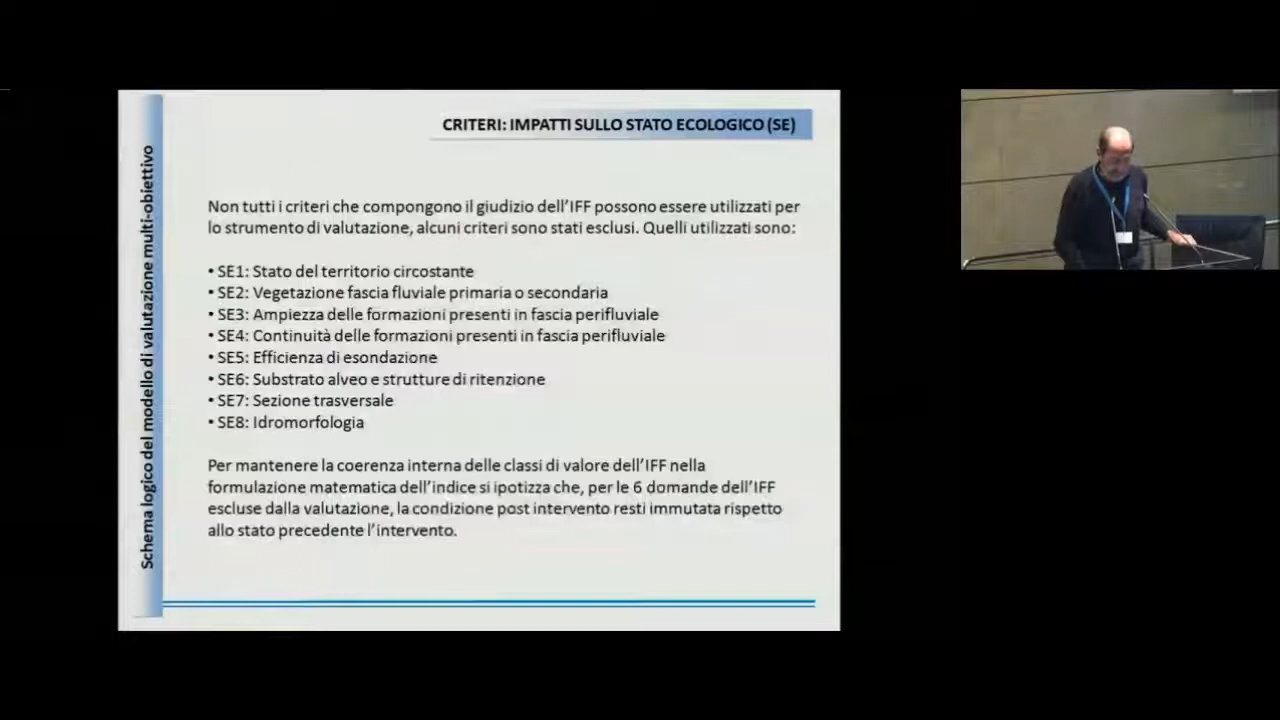 CRITERI: IMPATTI SULLO STATO ECOLOGICO (SE)
Schema logico del modello di valutazione multi-obiettivo
Non tutti i criteri che compongono il giudizio dell'IFF possono essere utilizzati per
lo strumento di valutazione, alcuni criteri sono stati esclusi. Quelli utilizzati sono:
• SE1: Stato del territorio circostante
• SE2: Vegetazione fascia fluviale primaria o secondaria
• SE3: Ampiezza delle formazioni presenti in fascia perifluviale
• SE4: Continuità delle formazioni presenti in fascia perifluviale
• SE5: Efficienza di esondazione
• SE6: Substrato alveo e strutture di ritenzione
• SE7: Sezione trasversale
• SE8: Idromorfologia
Per mantenere la coerenza interna delle classi di valore dell'IFF nella
formulazione matematica dell'indice si ipotizza che, per le 6 domande dell'IFF
escluse dalla valutazione, la condizione post intervento resti immutata rispetto
allo stato precedente l'intervento.